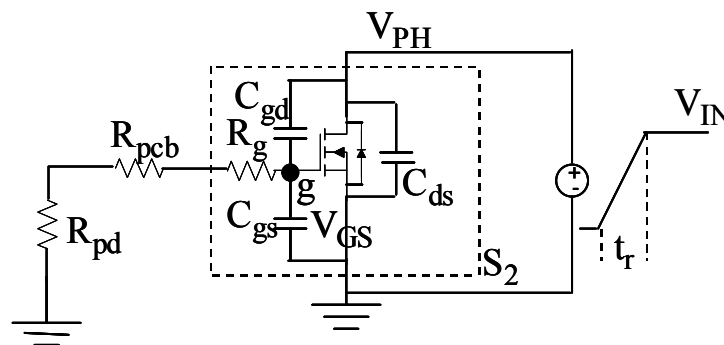 V_PH
C_gd
V_IN
R_pcb
R_g
g
C_ds
C_gs
V_GS
R_pd
S_2
t_r
+
-